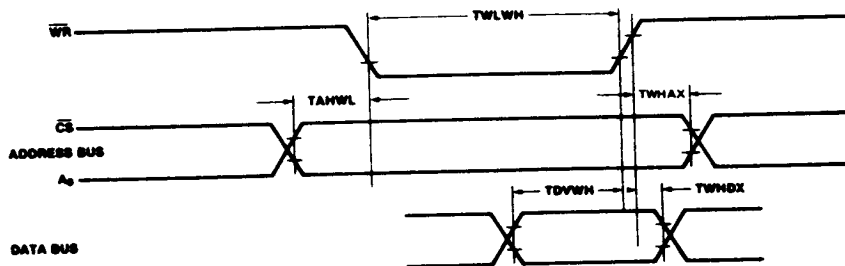 TWLWH
WR
TAHWL
TWHAX
CS
ADDRESS BUS
A₀
TDVWH
TWHDX
DATA BUS